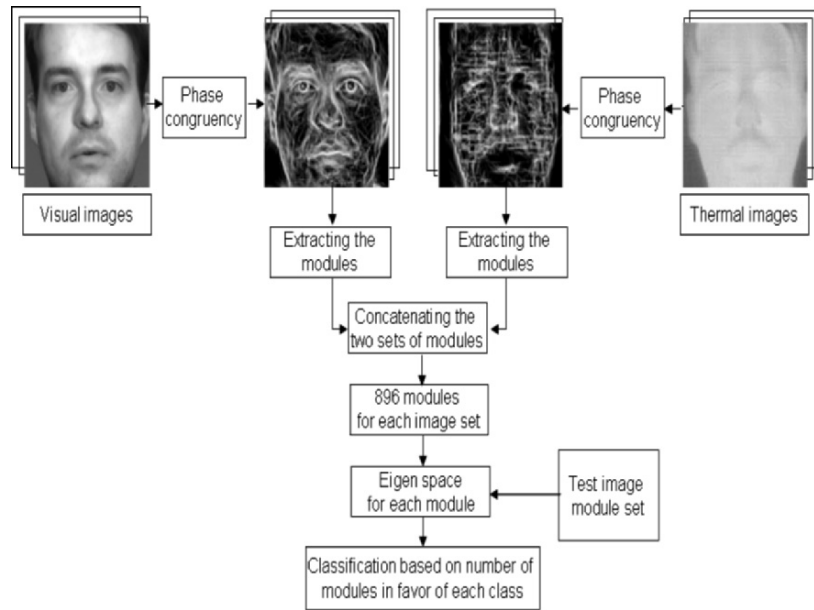 Phase
congruency
Phase
congruency
Visual images
Thermal images
Extracting the
modules
Extracting the
modules
Concatenating the
two sets of modules
896 modules
for each image set
Eigen space
for each module
Test image
module set
Classification based on number of
modules in favor of each class